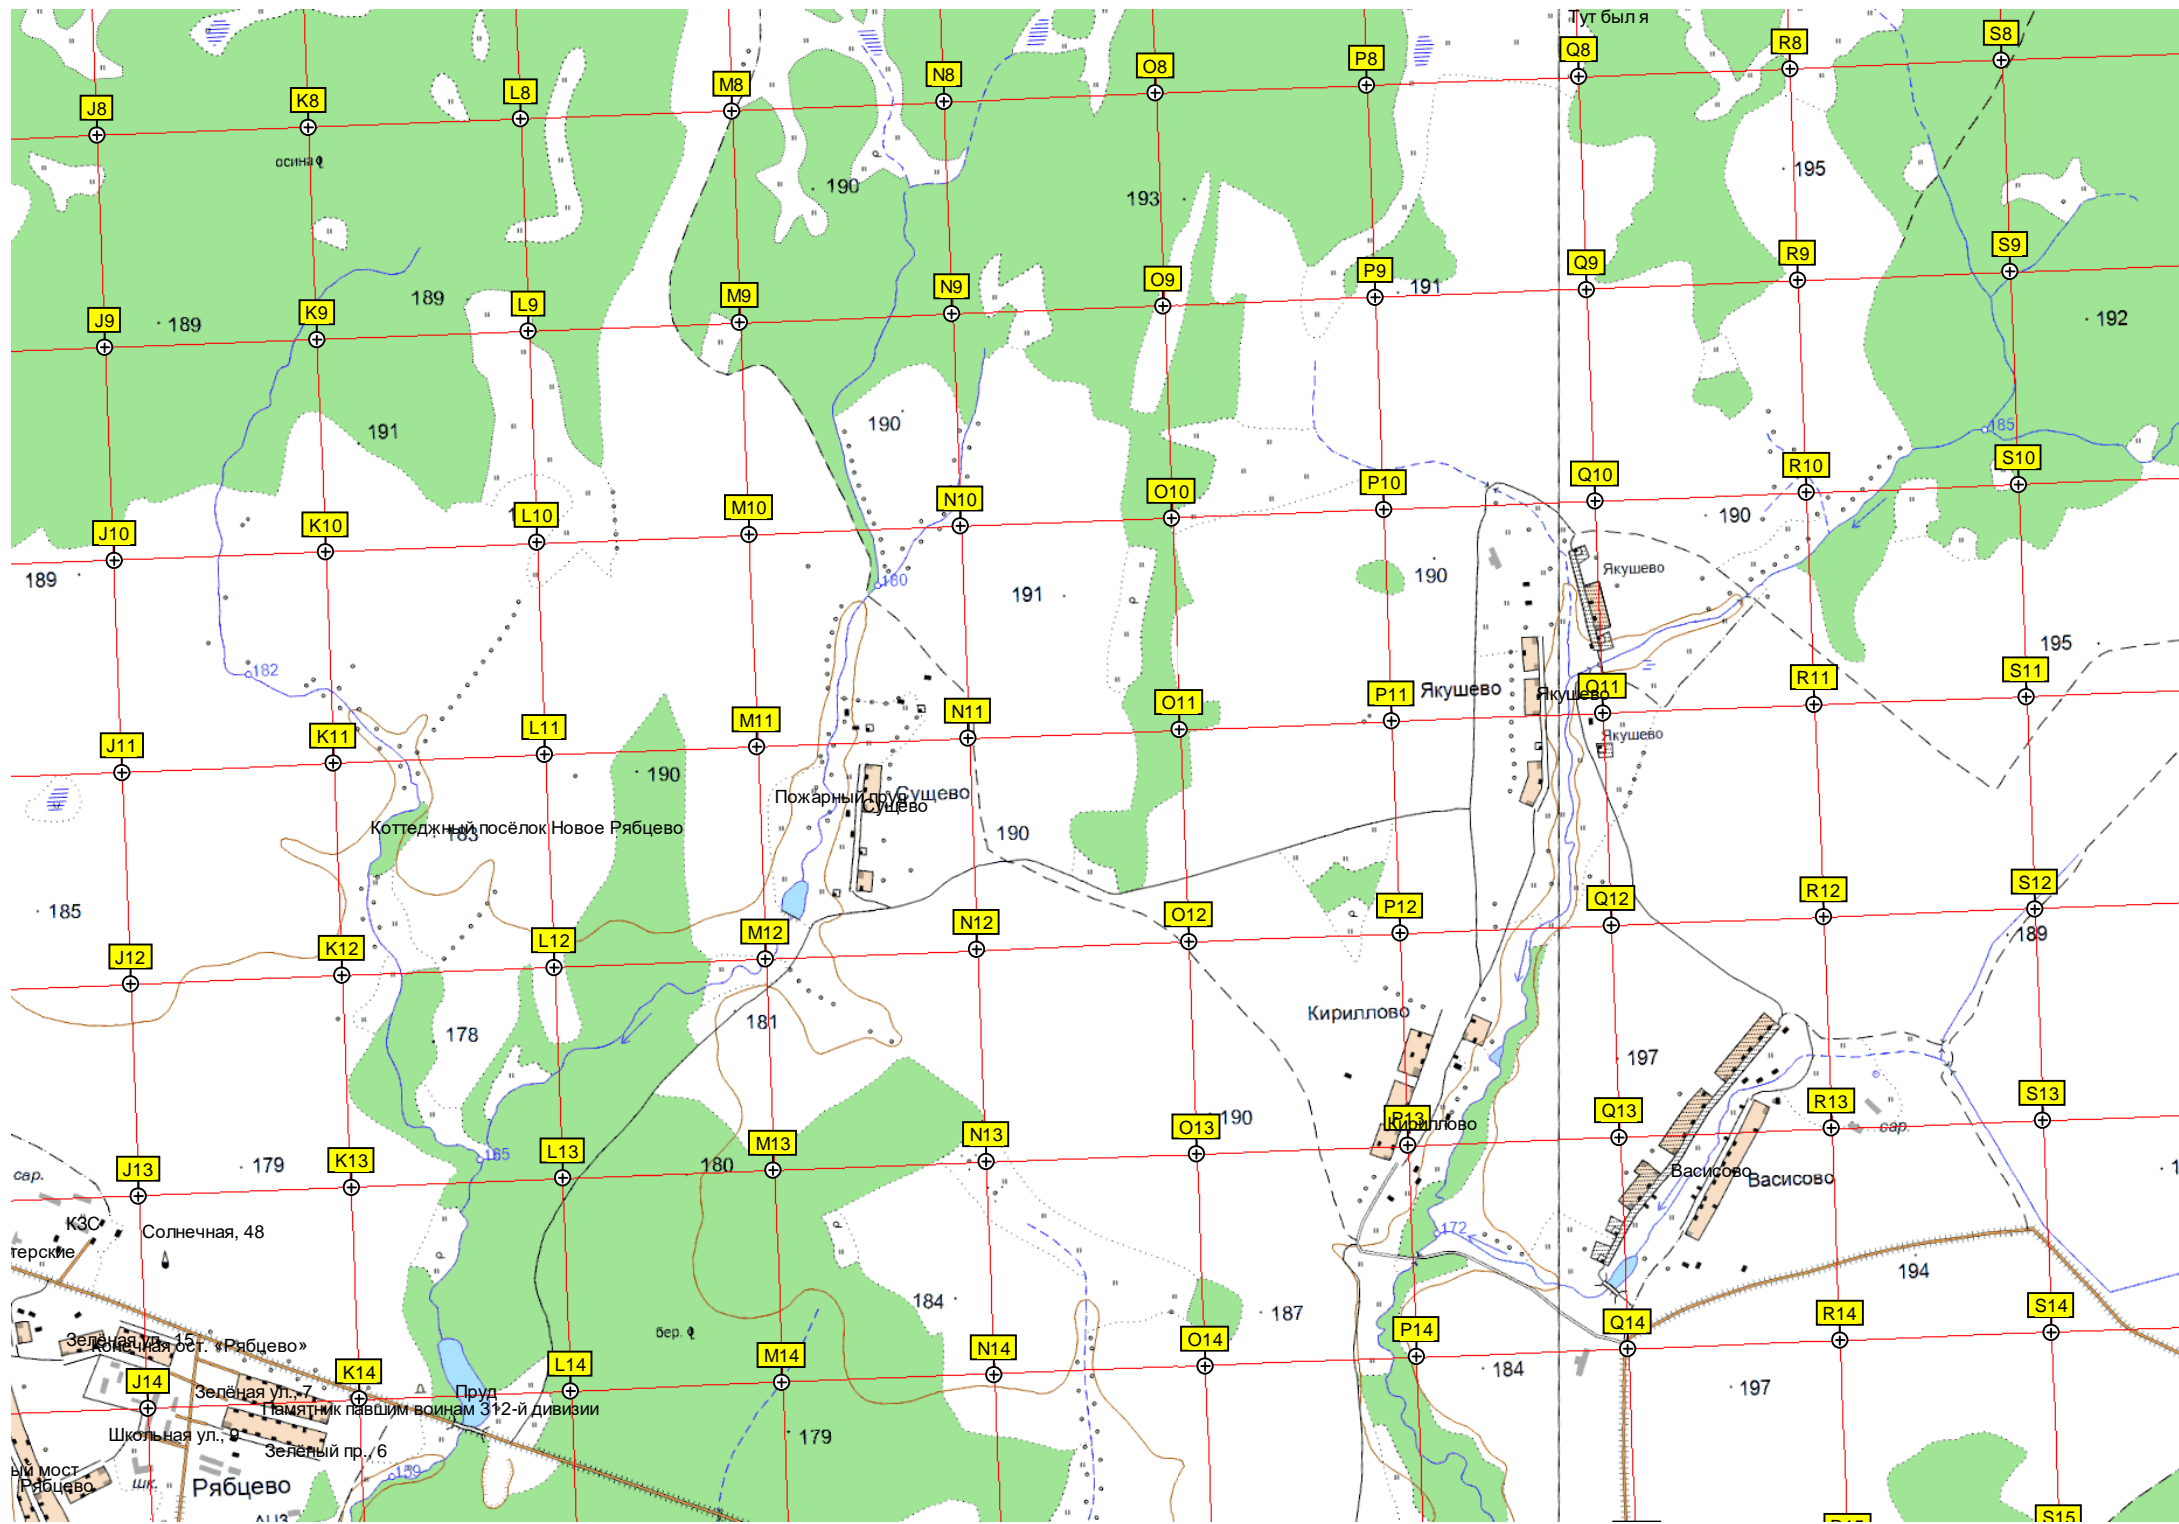 Тут был я
J8
K8
L8
M8
N8
O8
P8
Q8
R8
S8
осина
190
193
195
J9
K9
L9
M9
N9
O9
P9
Q9
R9
S9
189
189
191
192
191
190
185
J10
K10
L10
M10
N10
O10
P10
Q10
R10
S10
190
189
180
191
190
Якушево
182
195
J11
K11
L11
M11
N11
O11
P11
Q11
R11
S11
Якушево
Якушево
Якушево
190
Пожарный пруд
Сущево
Сущево
Коттеджный посёлок Новое Рябцево
183
190
185
J12
K12
L12
M12
N12
O12
P12
Q12
R12
S12
189
178
181
Кириллово
197
J13
K13
L13
M13
N13
O13
P13
Q13
R13
S13
190
Кириллово
сар.
165
179
180
сар.
Васисово
Васисово
КЗС
Солнечная, 48
терские
172
194
184
187
бер.
J14
K14
L14
M14
N14
O14
P14
Q14
R14
S14
Зелёная ул., 15
Конечная ост. «Рябцево»
184
197
Зелёная ул., 7
Пруд
Памятник павшим воинам 312-й дивизии
Школьная ул., 9
Зелёный пр., 6
179
159
ый мост
Рябцево
шк.
Рябцево
S15